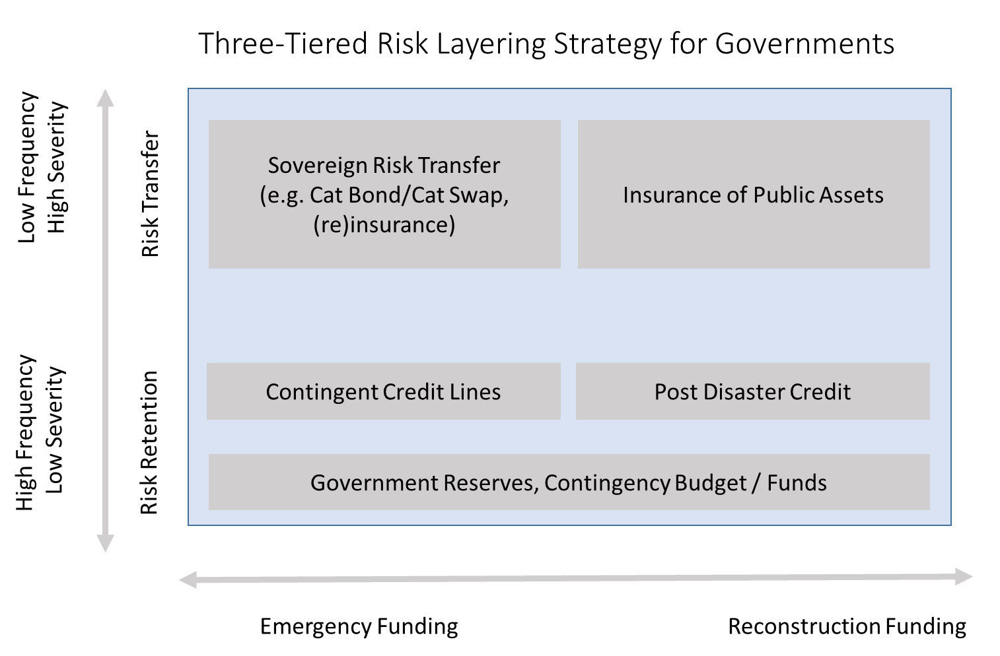 Three-Tiered Risk Layering Strategy for Governments
Low Frequency
High Severity
Risk Transfer
Sovereign Risk Transfer
(e.g. Cat Bond/Cat Swap,
(re)insurance)
Insurance of Public Assets
High Frequency
Low Severity
Risk Retention
Contingent Credit Lines
Post Disaster Credit
Government Reserves, Contingency Budget / Funds
Emergency Funding
Reconstruction Funding